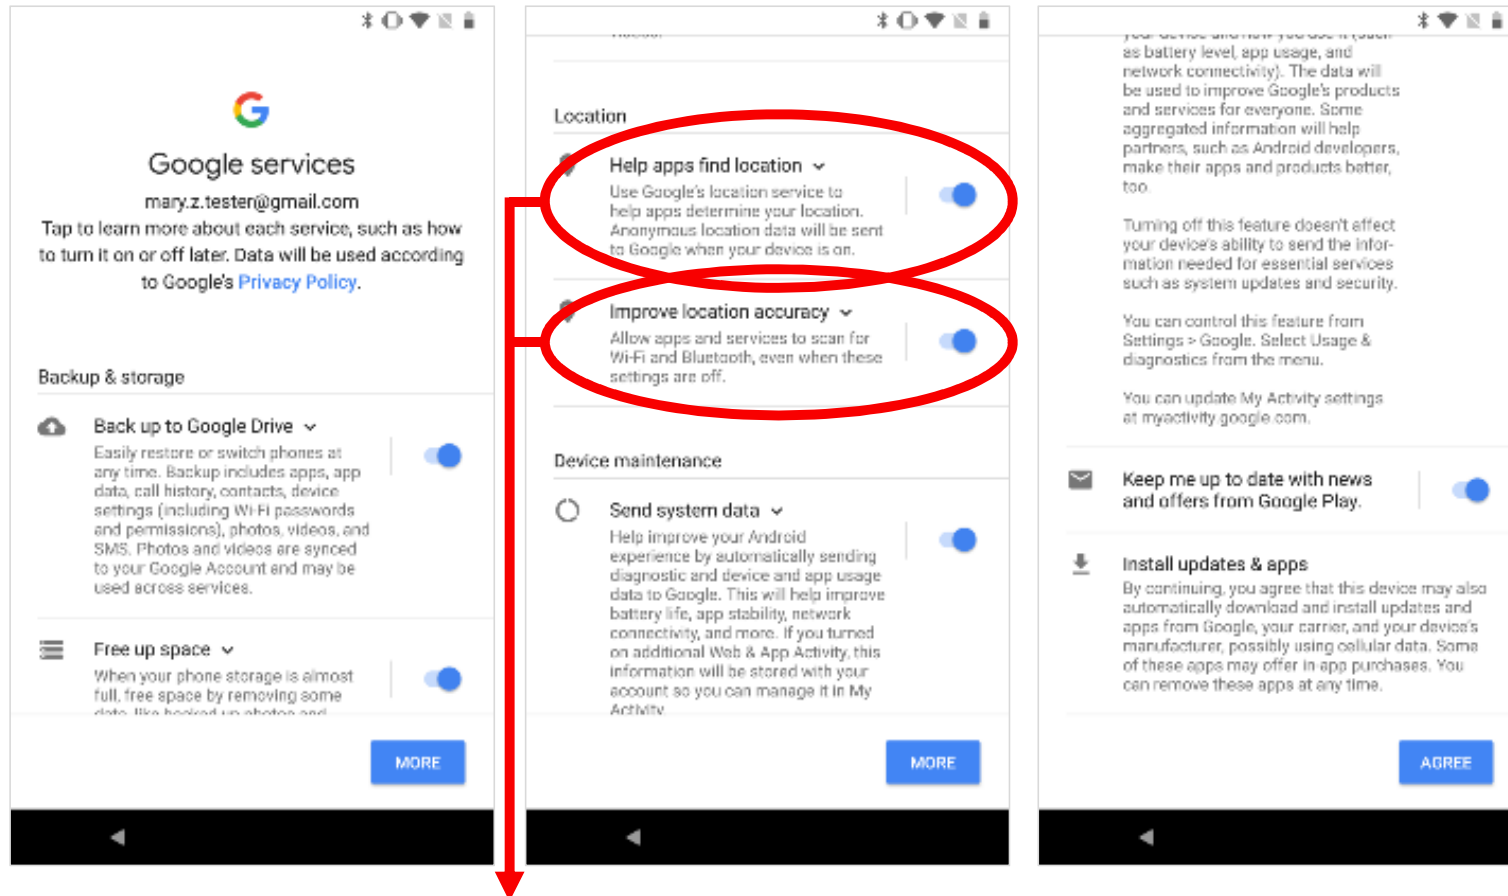 Google services
mary.z.tester@gmail.com
Tap to learn more about each service, such as how
to turn it on or off later. Data will be used according
to Google's Privacy Policy.
Backup & storage
Back up to Google Drive
Easily restore or switch phones at
any time. Backup includes apps, app
data, call history, contacts, device
settings (including Wi-Fi passwords
and permissions), photos, videos, and
SMS. Photos and videos are synced
to your Google Account and may be
used across services.
Free up space
When your phone storage is almost
full, free space by removing some
data, like backed up photos and
MORE
Location
Help apps find location
Use Google's location service to
help apps determine your location.
Anonymous location data will be sent
to Google when your device is on.
Improve location accuracy
Allow apps and services to scan for
Wi-Fi and Bluetooth, even when these
settings are off.
Device maintenance
Send system data
Help improve your Android
experience by automatically sending
diagnostic and device and app usage
data to Google. This will help improve
battery life, app stability, network
connectivity, and more. If you turned
on additional Web & App Activity, this
information will be stored with your
account so you can manage it in My
Activity.
MORE
your device and how you use it (such
as battery level, app usage, and
network connectivity). The data will
be used to improve Google's products
and services for everyone. Some
aggregated information will help
partners, such as Android developers,
make their apps and products better,
too.
Turning off this feature doesn't affect
your device's ability to send the infor-
mation needed for essential services
such as system updates and security.
You can control this feature from
Settings > Google. Select Usage &
diagnostics from the menu.
You can update My Activity settings
at myactivity.google.com.
Keep me up to date with news
and offers from Google Play.
Install updates & apps
By continuing, you agree that this device may also
automatically download and install updates and
apps from Google, your carrier, and your device's
manufacturer, possibly using cellular data. Some
of these apps may offer in-app purchases. You
can remove these apps at any time.
AGREE